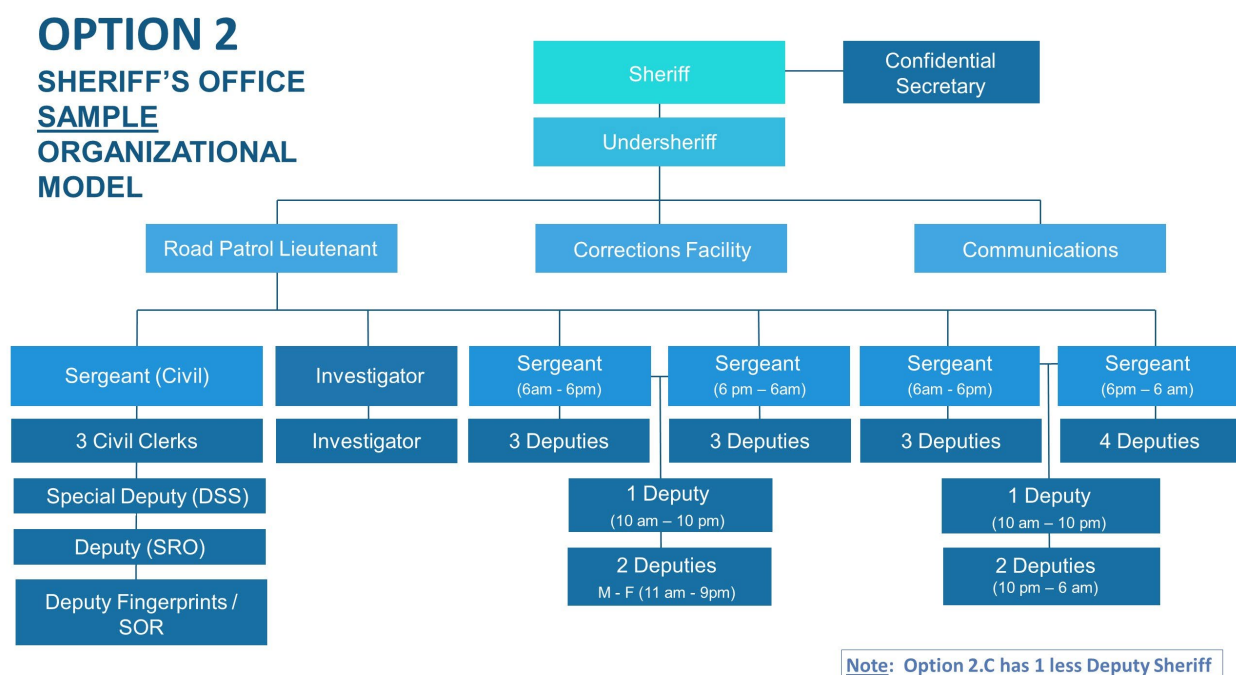 OPTION 2
SHERIFF'S OFFICE
SAMPLE
ORGANIZATIONAL
MODEL
Sheriff
Confidential
Secretary
Undersheriff
Road Patrol Lieutenant
Corrections Facility
Communications
Sergeant (Civil)
Investigator
Sergeant
(6am - 6pm)
Sergeant
(6 pm – 6am)
Sergeant
(6am - 6pm)
Sergeant
(6pm – 6 am)
3 Civil Clerks
Investigator
3 Deputies
3 Deputies
3 Deputies
4 Deputies
Special Deputy (DSS)
Deputy (SRO)
Deputy Fingerprints /
SOR
1 Deputy
(10 am – 10 pm)
2 Deputies
M - F (11 am - 9pm)
1 Deputy
(10 am – 10 pm)
2 Deputies
(10 pm – 6 am)
Note: Option 2.C has 1 less Deputy Sheriff